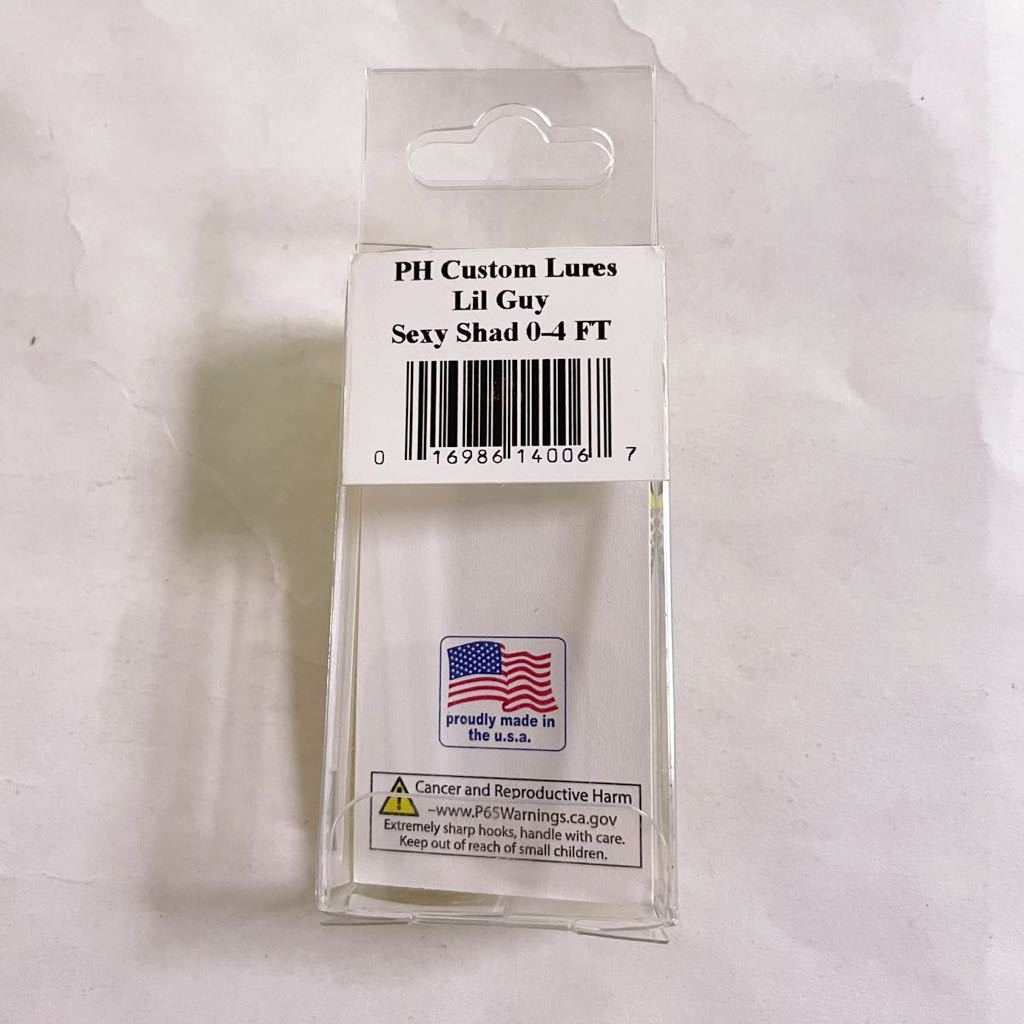 PH Custom Lures
Lil Guy
Sexy Shad 0-4 FT
0 16986 14006 7
proudly made in
the u.s.a.
Cancer and Reproductive Harm
–www.P65Warnings.ca.gov
Extremely sharp hooks, handle with care.
Keep out of reach of small children.